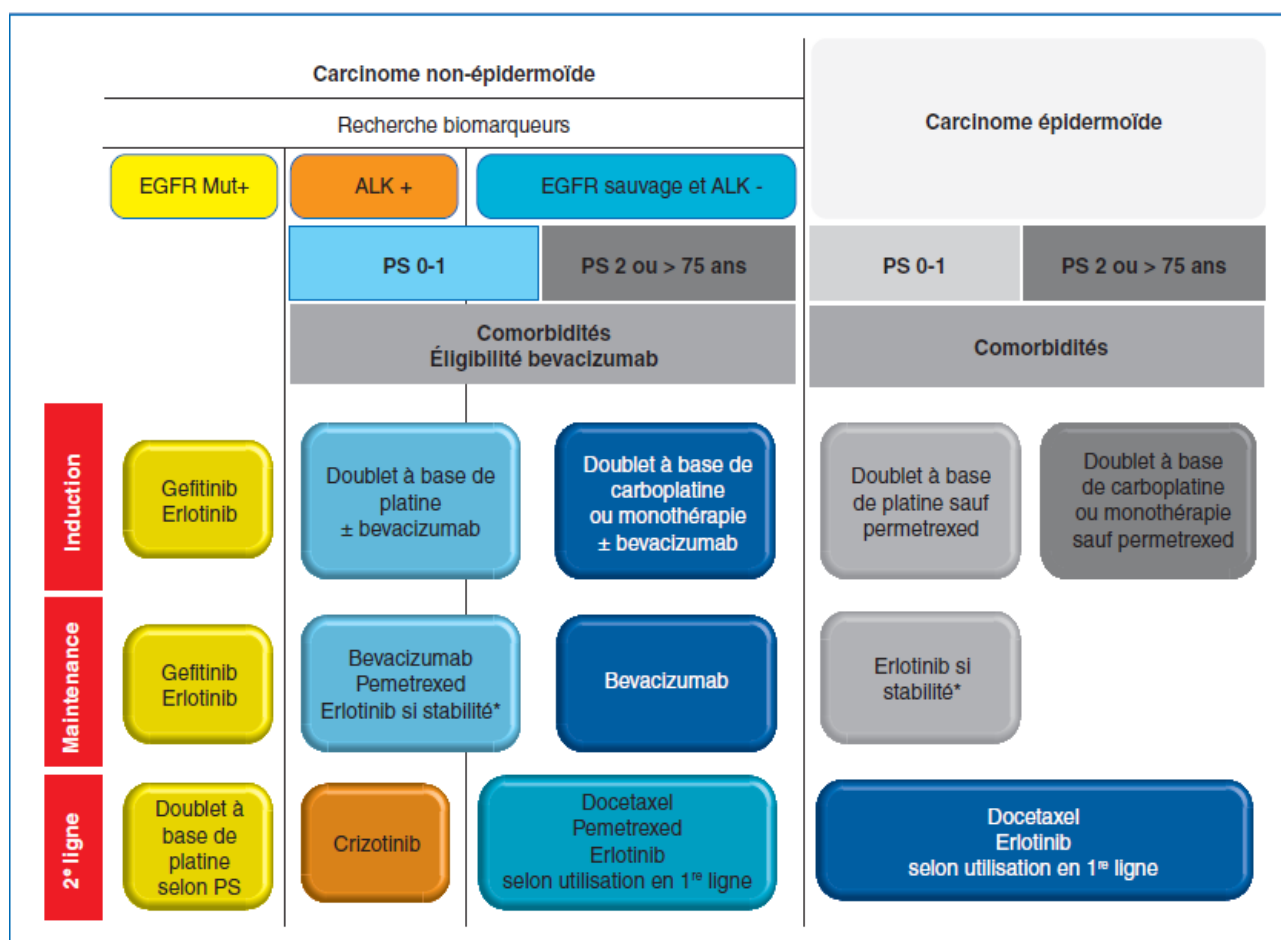 Carcinome non-épidermoïde
Recherche biomarqueurs
Carcinome épidermoïde
EGFR Mut+
ALK +
EGFR sauvage et ALK -
PS 0-1
PS 2 ou > 75 ans
PS 0-1
PS 2 ou > 75 ans
Comorbidités
Éligibilité bevacizumab
Comorbidités
Induction
Gefitinib
Erlotinib
Doublet à base de
platine
± bevacizumab
Doublet à base de
carboplatine
ou monothérapie
± bevacizumab
Doublet à base
de platine sauf
permetrexed
Doublet à base
de carboplatine
ou monothérapie
sauf permetrexed
Maintenance
Gefitinib
Erlotinib
Bevacizumab
Pemetrexed
Erlotinib si stabilité*
Bevacizumab
Erlotinib si
stabilité*
2e ligne
Doublet à
base de
platine
selon PS
Crizotinib
Docetaxel
Pemetrexed
Erlotinib
selon utilisation en 1re ligne
Docetaxel
Erlotinib
selon utilisation en 1re ligne